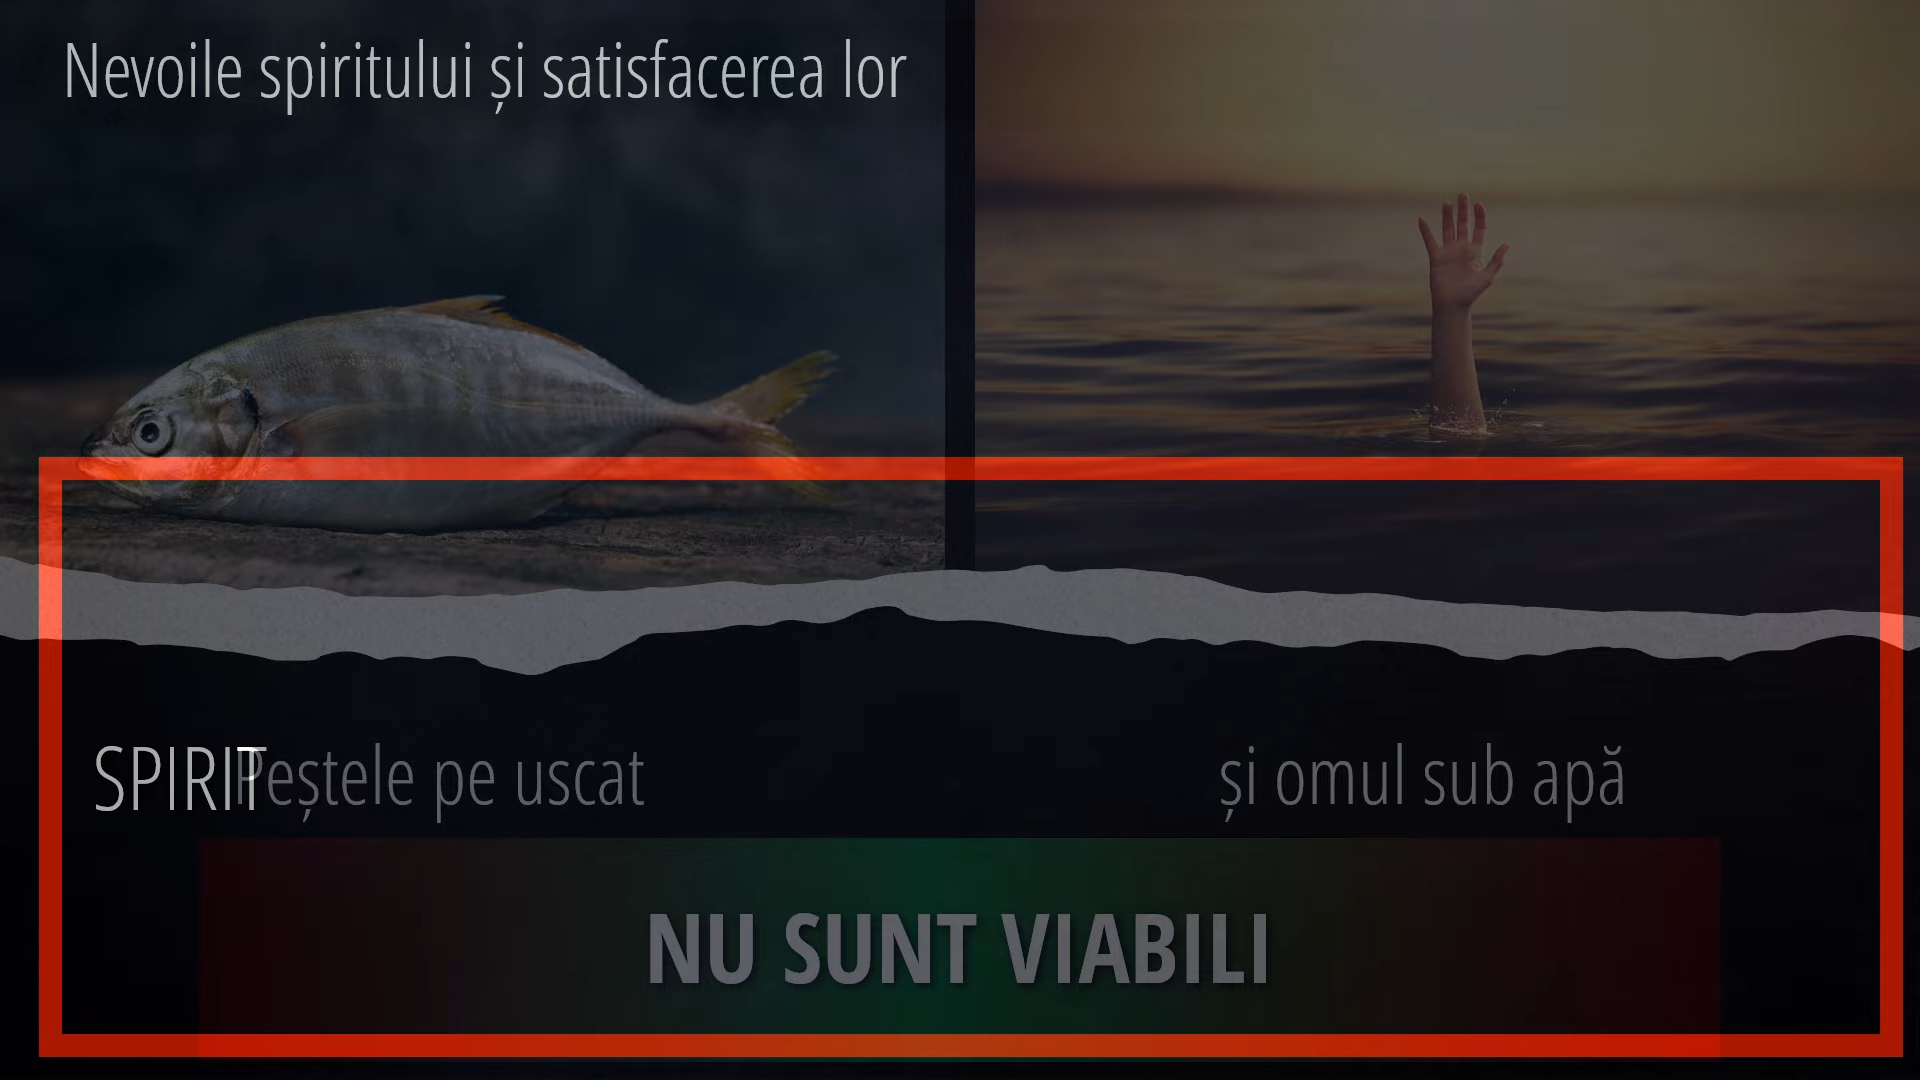 Nevoile spiritului și satisfacerea lor
SPIRIT
Peștele pe uscat
și omul sub apă
NU SUNT VIABILI